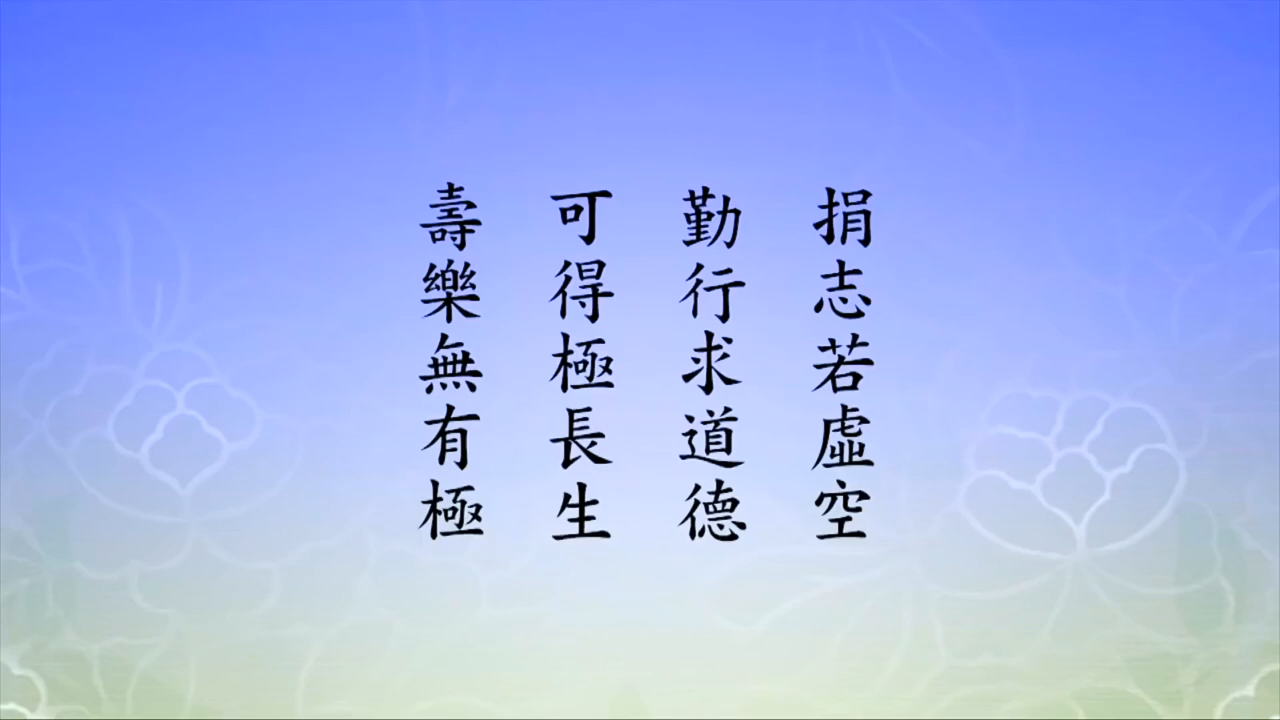 捐志若虛空
勤行求道德
可得極長生
壽樂無有極